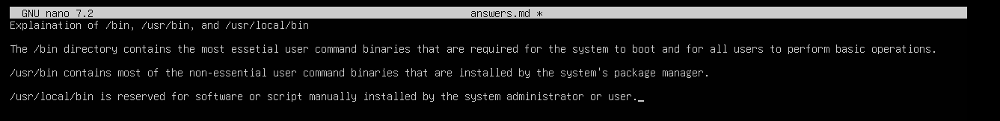 GNU nano 7.2 answers.md *
Explaination of /bin, /usr/bin, and /usr/local/bin
The /bin directory contains the most essetial user command binaries that are required for the system to boot and for all users to perform basic operations.
/usr/bin contains most of the non-essential user command binaries that are installed by the system's package manager.
/usr/local/bin is reserved for software or script manually installed by the system administrator or user._